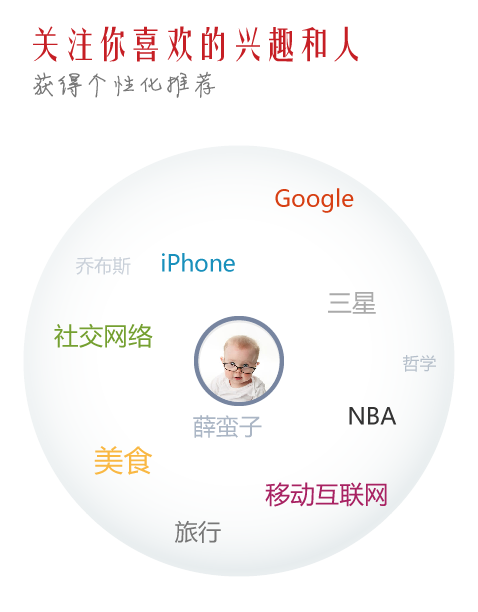 关注你喜欢的兴趣和人
获得个性化推荐
Google
乔布斯
iPhone
三星
社交网络
哲学
薛蛮子
NBA
美食
移动互联网
旅行